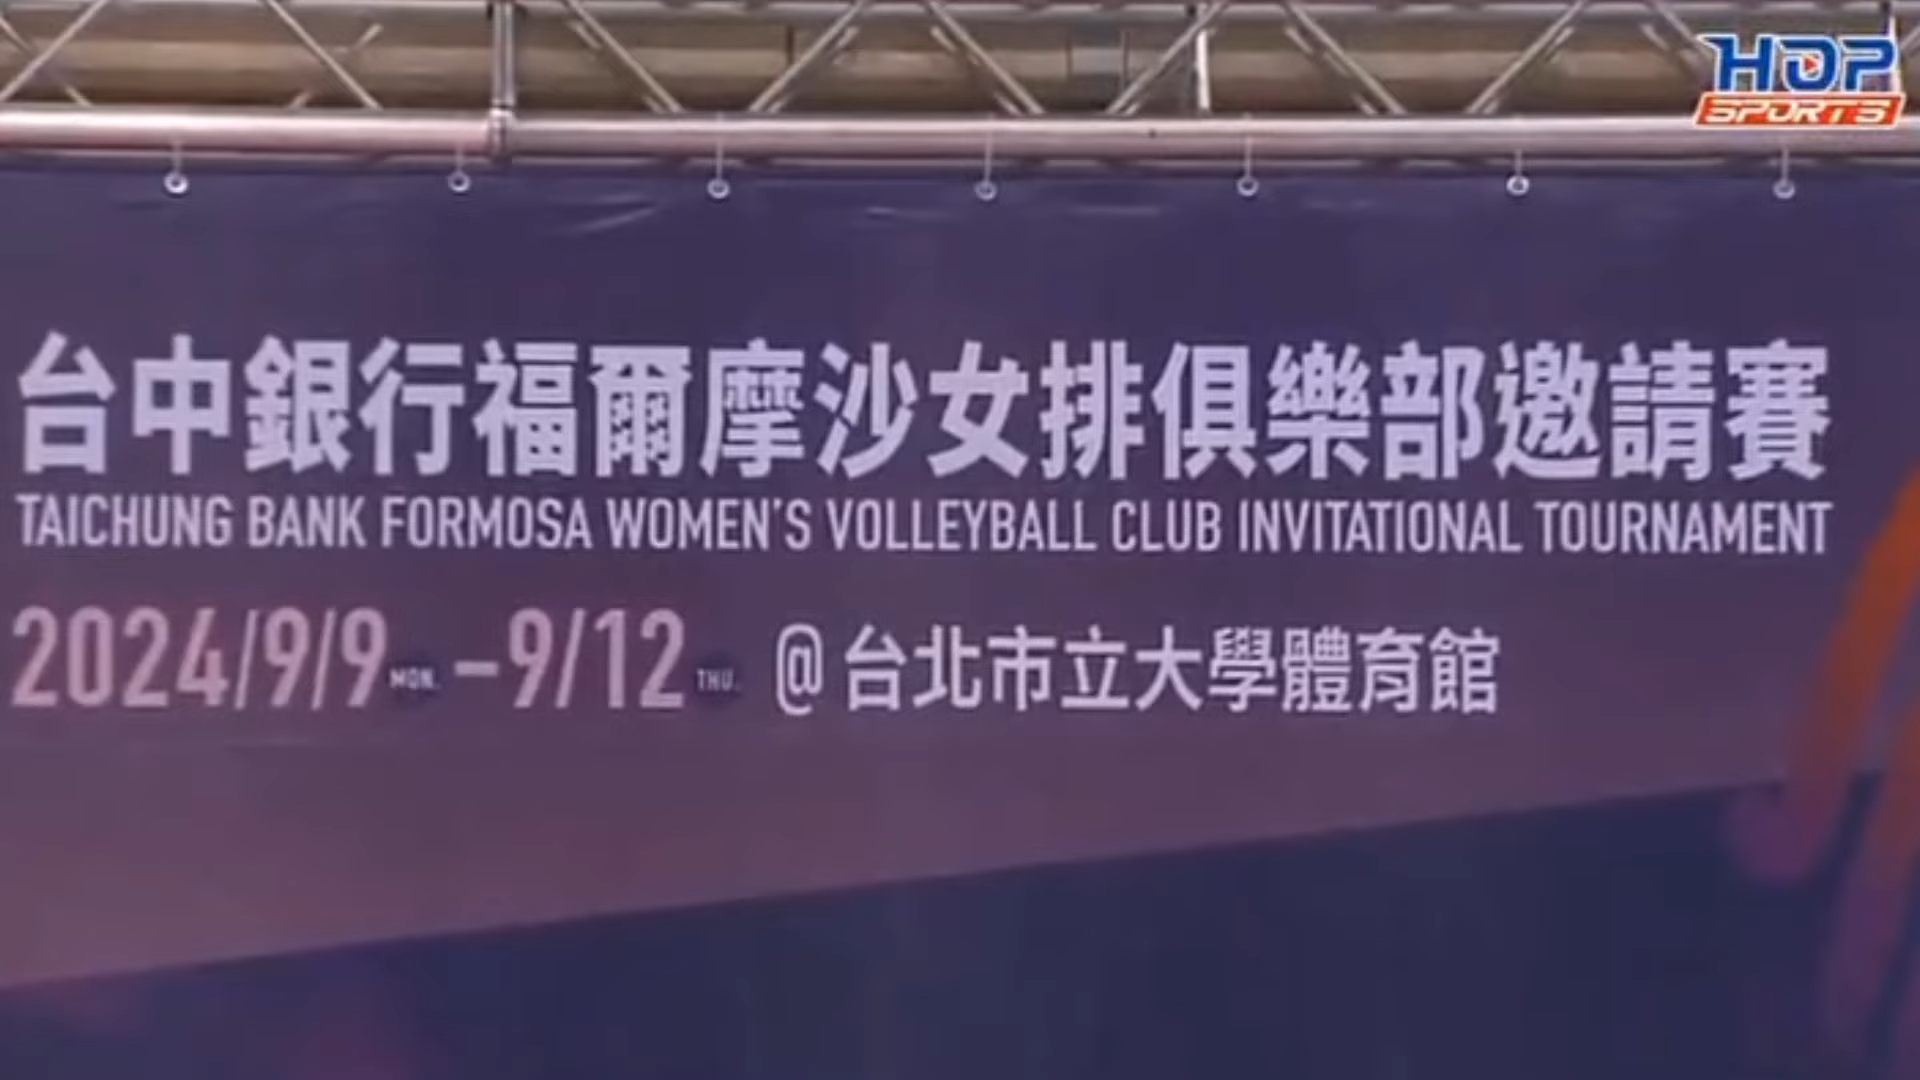 HOP
SPORTS
台中銀行福爾摩沙女排俱樂部邀請賽
TAICHUNG BANK FORMOSA WOMEN'S VOLLEYBALL CLUB INVITATIONAL TOURNAMENT
2024/9/9 MON. - 9/12 THU. @ 台北市立大學體育館